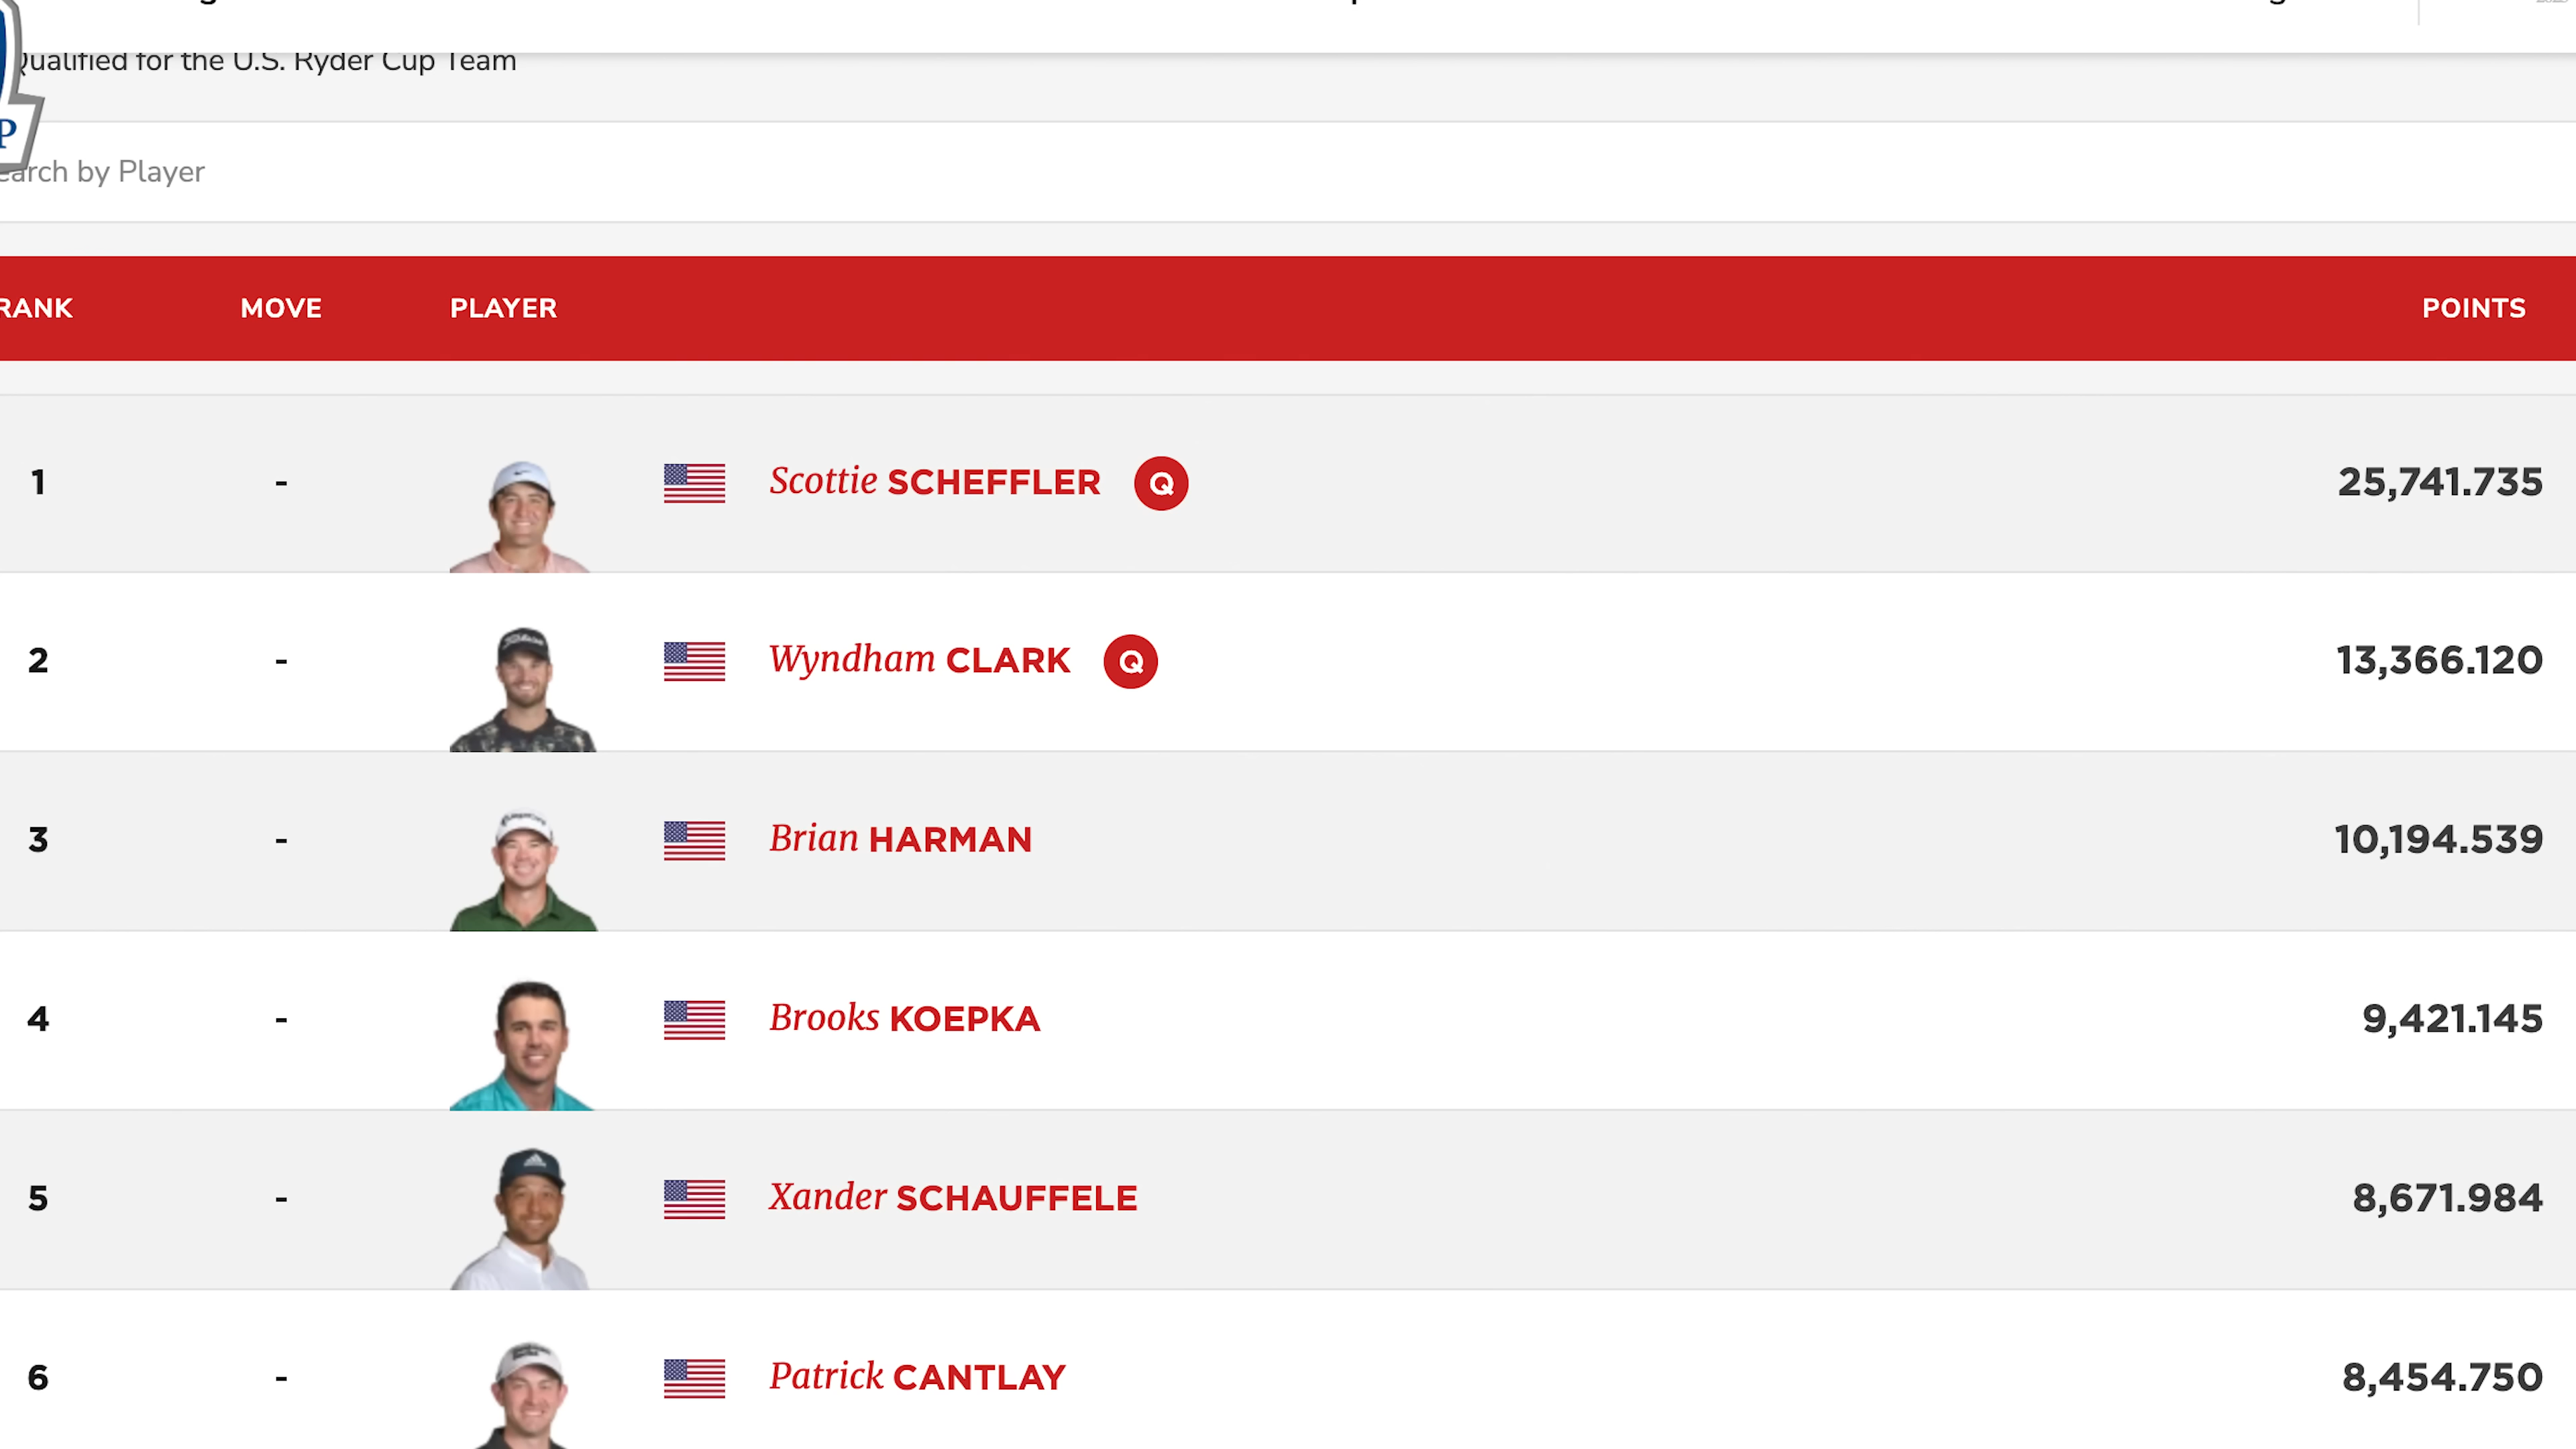 Qualified for the U.S. Ryder Cup Team
P
earch by Player
RANK MOVE PLAYER POINTS
1 - Scottie SCHEFFLER Q 25,741.735
2 - Wyndham CLARK Q 13,366.120
3 - Brian HARMAN 10,194.539
4 - Brooks KOEPKA 9,421.145
5 - Xander SCHAUFFELE 8,671.984
6 - Patrick CANTLAY 8,454.750